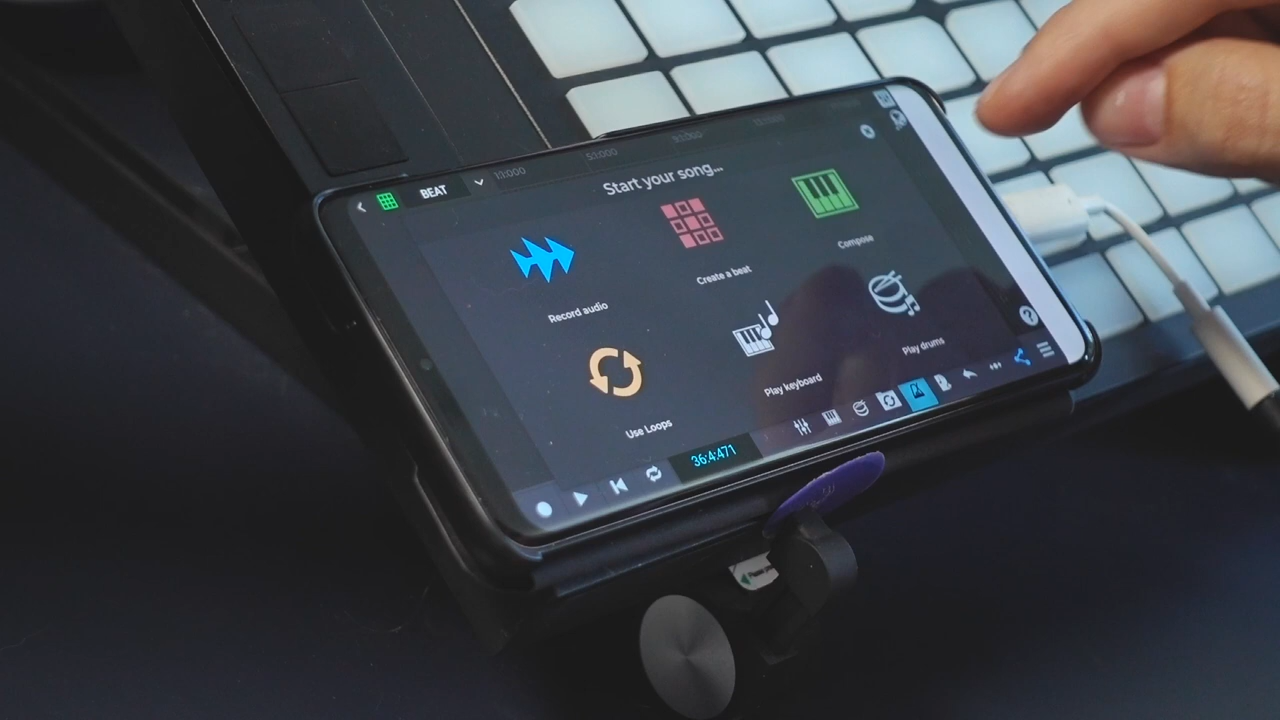 BEAT
Start your song...
Record audio
Create a beat
Compose
Use Loops
Play keyboard
Play drums
36:4:471